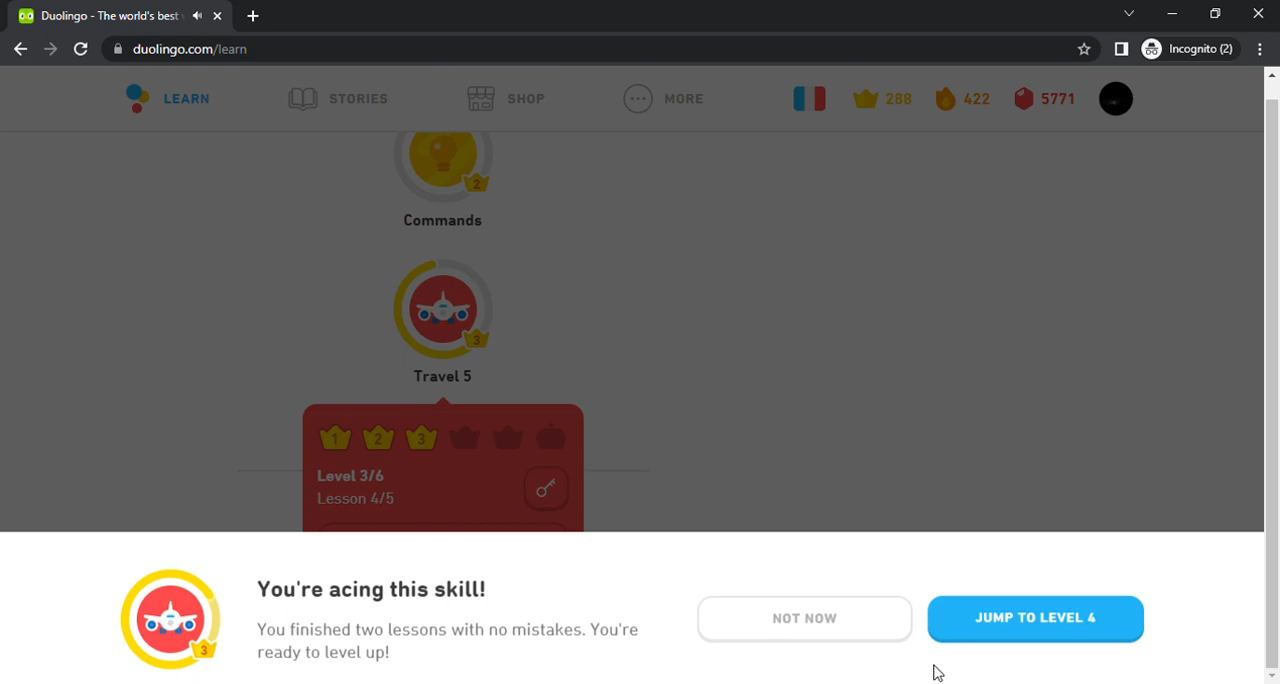 Duolingo - The world's best
duolingo.com/learn
Incognito (2)
LEARN
STORIES
SHOP
MORE
288
422
5771
2
Commands
3
Travel 5
1 2 3
Level 3/6
Lesson 4/5
You're acing this skill!
You finished two lessons with no mistakes. You're
ready to level up!
3
NOT NOW
JUMP TO LEVEL 4